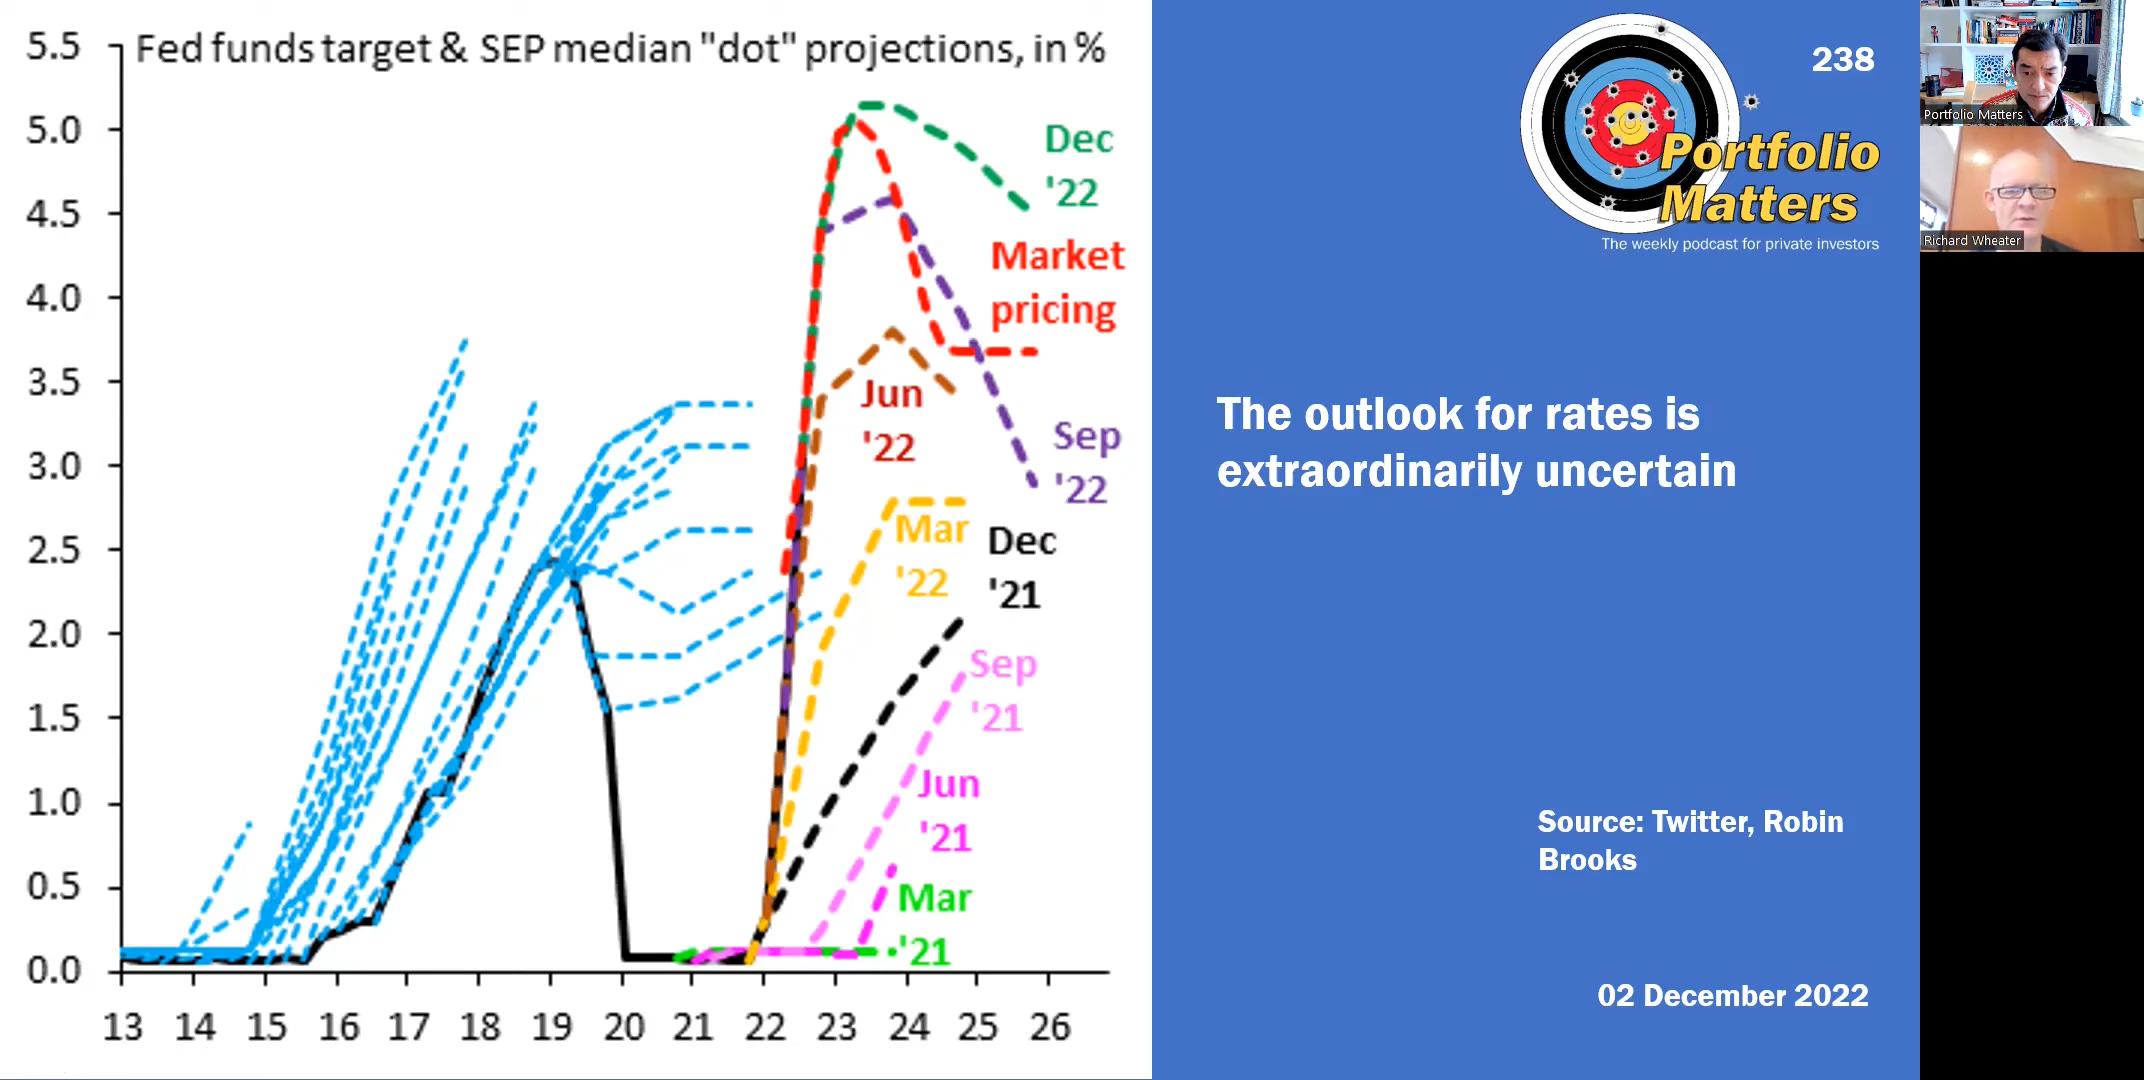 Fed funds target & SEP median "dot" projections, in %
5.5
5.0
4.5
4.0
3.5
3.0
2.5
2.0
1.5
1.0
0.5
0.0
13 14 15 16 17 18 19 20 21 22 23 24 25 26
Dec
'22
Market
pricing
Jun
'22
Sep
'22
Mar
'22
Dec
'21
Sep
'21
Jun
'21
Mar
'21
238
Portfolio
Matters
The weekly podcast for private investors
The outlook for rates is
extraordinarily uncertain
Source: Twitter, Robin
Brooks
02 December 2022
Portfolio Matters
Richard Wheater